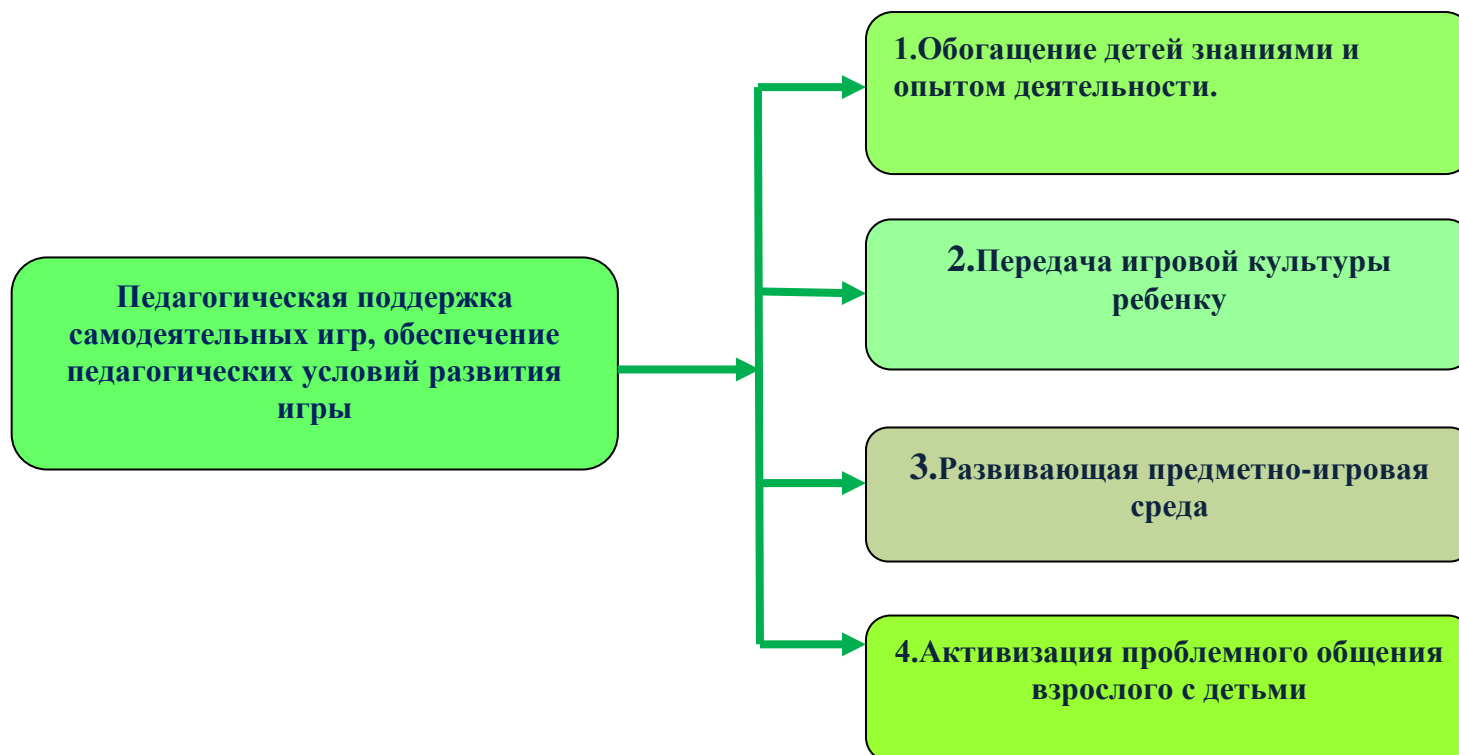 Педагогическая поддержка
самодеятельных игр, обеспечение
педагогических условий развития
игры
1.Обогащение детей знаниями и
опытом деятельности.
2.Передача игровой культуры
ребенку
3.Развивающая предметно-игровая
среда
4.Активизация проблемного общения
взрослого с детьми